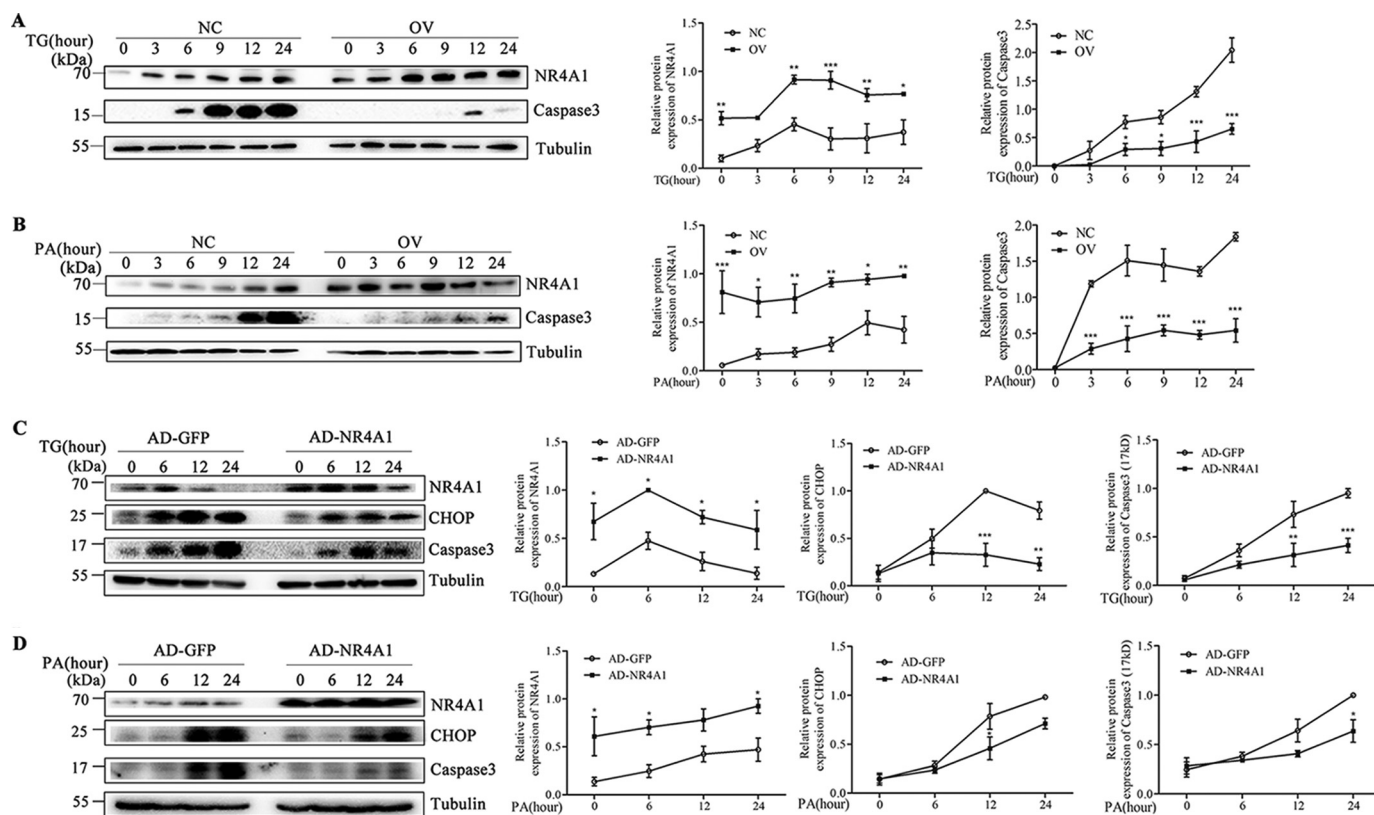 A
NC OV
TG(hour) 0 3 6 9 12 24 0 3 6 9 12 24
(kDa)
70 NR4A1
15 Caspase3
55 Tubulin
Relative protein
expression of NR4A1
1.5
1.0
0.5
0.0
NC
OV
** ** *** ** *
TG(hour) 0 3 6 9 12 24
Relative protein
expression of Caspase3
2.5
2.0
1.5
1.0
0.5
0.0
NC
OV
* * *** ***
TG(hour) 0 3 6 9 12 24
B
NC OV
PA(hour) 0 3 6 9 12 24 0 3 6 9 12 24
(kDa)
70 NR4A1
15 Caspase3
55 Tubulin
Relative protein
expression of NR4A1
1.5
1.0
0.5
0.0
NC
OV
*** * ** ** * **
PA(hour) 0 3 6 9 12 24
Relative protein
expression of Caspase3
2.0
1.5
1.0
0.5
0.0
NC
OV
*** *** *** *** ***
PA(hour) 0 3 6 9 12 24
C
AD-GFP AD-NR4A1
TG(hour) 0 6 12 24 0 6 12 24
(kDa)
70 NR4A1
25 CHOP
17 Caspase3
55 Tubulin
Relative protein
expression of NR4A1
1.5
1.0
0.5
0.0
AD-GFP
AD-NR4A1
* * * *
TG(hour) 0 6 12 24
Relative protein
expression of CHOP
1.5
1.0
0.5
0.0
AD-GFP
AD-NR4A1
*** **
TG(hour) 0 6 12 24
Relative protein
expression of Caspase3 (17kD)
1.5
1.0
0.5
0.0
AD-GFP
AD-NR4A1
** ***
TG(hour) 0 6 12 24
D
AD-GFP AD-NR4A1
PA(hour) 0 6 12 24 0 6 12 24
(kDa)
70 NR4A1
25 CHOP
17 Caspase3
55 Tubulin
Relative protein
expression of NR4A1
1.5
1.0
0.5
0.0
AD-GFP
AD-NR4A1
* * *
PA(hour) 0 6 12 24
Relative protein
expression of CHOP
1.5
1.0
0.5
0.0
AD-GFP
AD-NR4A1
*
PA(hour) 0 6 12 24
Relative protein
expression of Caspase3 (17kD)
1.5
1.0
0.5
0.0
AD-GFP
AD-NR4A1
*
PA(hour) 0 6 12 24